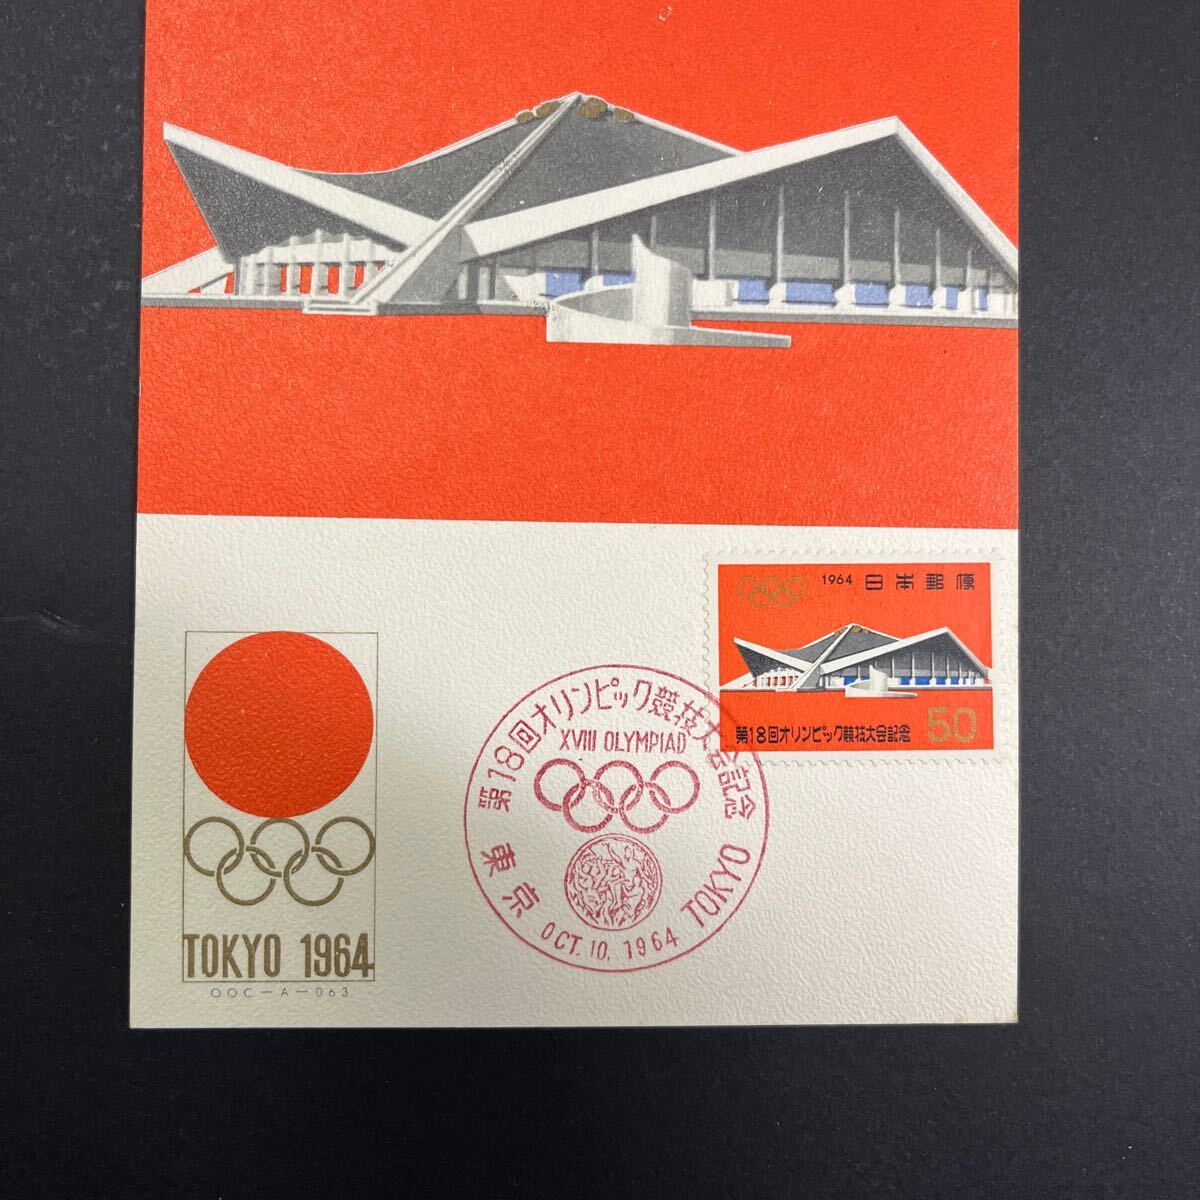 1964 日本郵便
第18回オリンピック競技大会記念 50
第18回オリンピック競技大会記念
XVIII OLYMPIAD
東京 OCT. 10, 1964 TOKYO
TOKYO 1964
OOC-A-063